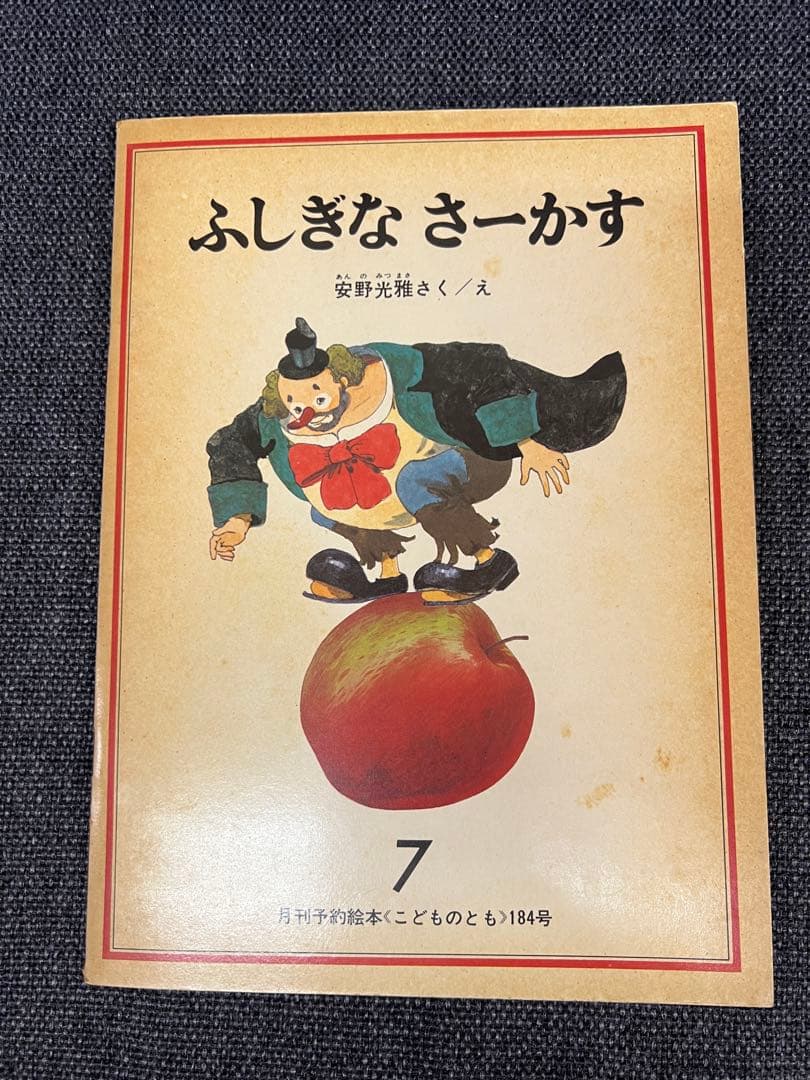 ふしぎな さーかす
あん の みつ まさ
安野光雅さく／え
7
月刊予約絵本《こどものとも》184号